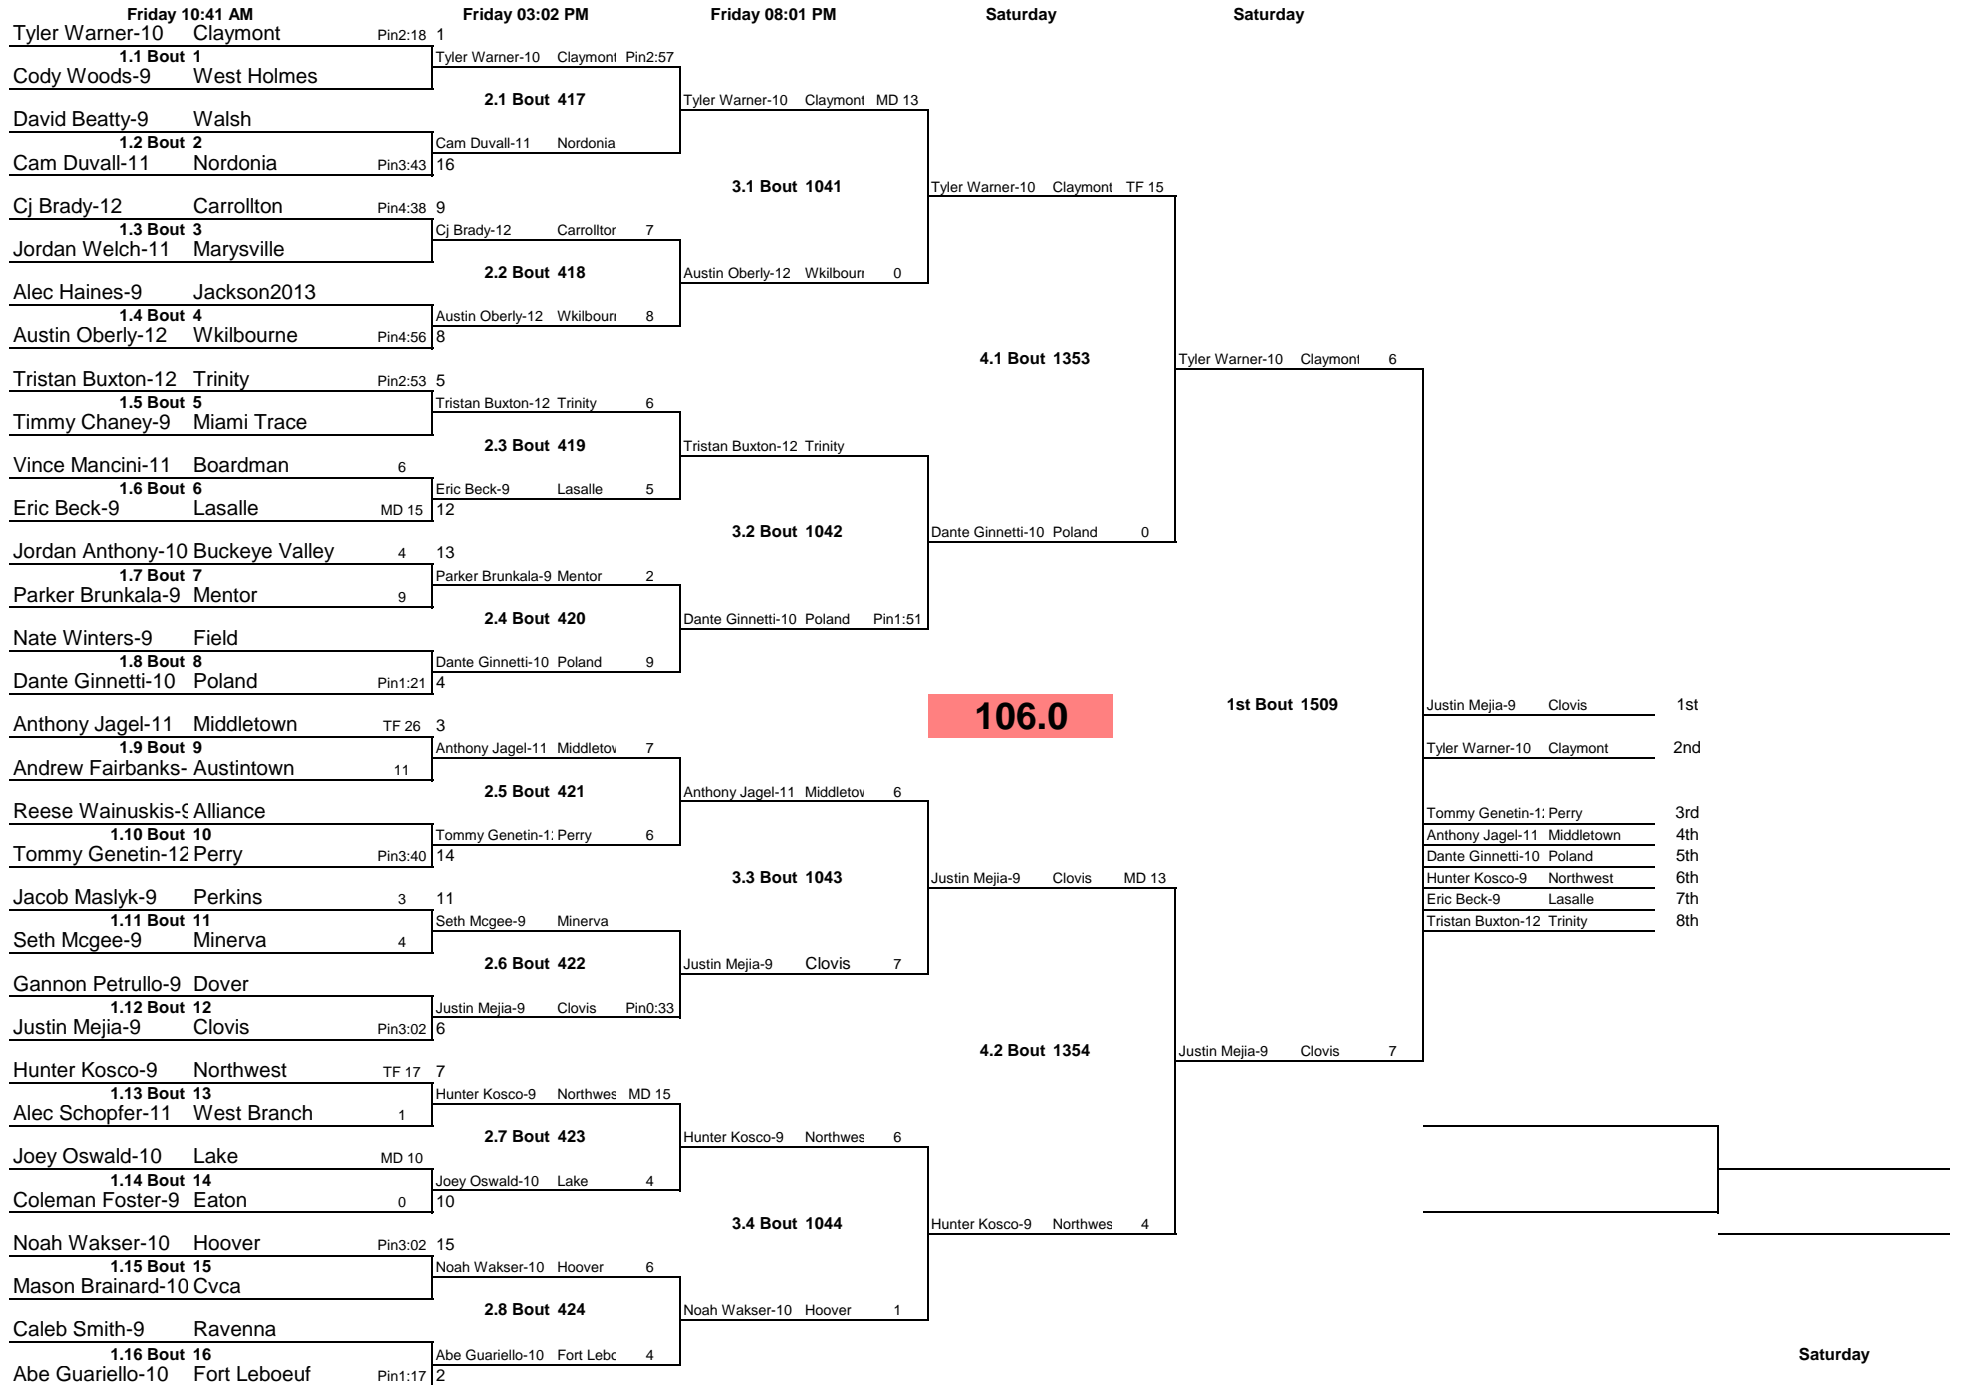 Friday 10:41 AM Friday 03:02 PM Friday 08:01 PM Saturday Saturday
Tyler Warner-10 Claymont Pin2:18 1
1.1 Bout 1
Tyler Warner-10 Claymont Pin2:57
Cody Woods-9 West Holmes
2.1 Bout 417
Tyler Warner-10 Claymont MD 13
David Beatty-9 Walsh
1.2 Bout 2
Cam Duvall-11 Nordonia
Cam Duvall-11 Nordonia Pin3:43 16
3.1 Bout 1041
Tyler Warner-10 Claymont TF 15
Cj Brady-12 Carrollton Pin4:38 9
1.3 Bout 3
Cj Brady-12 Carrollton 7
Jordan Welch-11 Marysville
2.2 Bout 418
Austin Oberly-12 Wkilbourn 0
Alec Haines-9 Jackson2013
1.4 Bout 4
Austin Oberly-12 Wkilbourn 8
Austin Oberly-12 Wkilbourne Pin4:56 8
4.1 Bout 1353
Tyler Warner-10 Claymont 6
Tristan Buxton-12 Trinity Pin2:53 5
1.5 Bout 5
Tristan Buxton-12 Trinity 6
Timmy Chaney-9 Miami Trace
2.3 Bout 419
Tristan Buxton-12 Trinity
Vince Mancini-11 Boardman 6
1.6 Bout 6
Eric Beck-9 Lasalle 5
Eric Beck-9 Lasalle MD 15 12
3.2 Bout 1042
Dante Ginnetti-10 Poland 0
Jordan Anthony-10 Buckeye Valley 4 13
1.7 Bout 7
Parker Brunkala-9 Mentor 2
Parker Brunkala-9 Mentor 9
2.4 Bout 420
Dante Ginnetti-10 Poland Pin1:51
Nate Winters-9 Field
1.8 Bout 8
Dante Ginnetti-10 Poland 9
Dante Ginnetti-10 Poland Pin1:21 4
106.0
1st Bout 1509
Justin Mejia-9 Clovis 1st
Anthony Jagel-11 Middletown TF 26 3
1.9 Bout 9
Anthony Jagel-11 Middletov 7
Tyler Warner-10 Claymont 2nd
Andrew Fairbanks- Austintown 11
2.5 Bout 421
Anthony Jagel-11 Middletov 6
Reese Wainuskis-9 Alliance
Tommy Genetin-12 Perry 3rd
1.10 Bout 10
Tommy Genetin-12 Perry 6
Anthony Jagel-11 Middletown 4th
Tommy Genetin-12 Perry Pin3:40 14
Dante Ginnetti-10 Poland 5th
3.3 Bout 1043
Justin Mejia-9 Clovis MD 13
Hunter Kosco-9 Northwest 6th
Jacob Maslyk-9 Perkins 3 11
Eric Beck-9 Lasalle 7th
1.11 Bout 11
Seth Mcgee-9 Minerva
Tristan Buxton-12 Trinity 8th
Seth Mcgee-9 Minerva 4
2.6 Bout 422
Justin Mejia-9 Clovis 7
Gannon Petrullo-9 Dover
1.12 Bout 12
Justin Mejia-9 Clovis Pin0:33
Justin Mejia-9 Clovis Pin3:02 6
4.2 Bout 1354
Justin Mejia-9 Clovis 7
Hunter Kosco-9 Northwest TF 17 7
1.13 Bout 13
Hunter Kosco-9 Northwes MD 15
Alec Schopfer-11 West Branch 1
2.7 Bout 423
Hunter Kosco-9 Northwes 6
Joey Oswald-10 Lake MD 10
1.14 Bout 14
Joey Oswald-10 Lake 4
Coleman Foster-9 Eaton 0 10
3.4 Bout 1044
Hunter Kosco-9 Northwes 4
Noah Wakser-10 Hoover Pin3:02 15
1.15 Bout 15
Noah Wakser-10 Hoover 6
Mason Brainard-10 Cvca
2.8 Bout 424
Noah Wakser-10 Hoover 1
Caleb Smith-9 Ravenna
1.16 Bout 16
Abe Guariello-10 Fort Lebo 4
Saturday
Abe Guariello-10 Fort Leboeuf Pin1:17 2